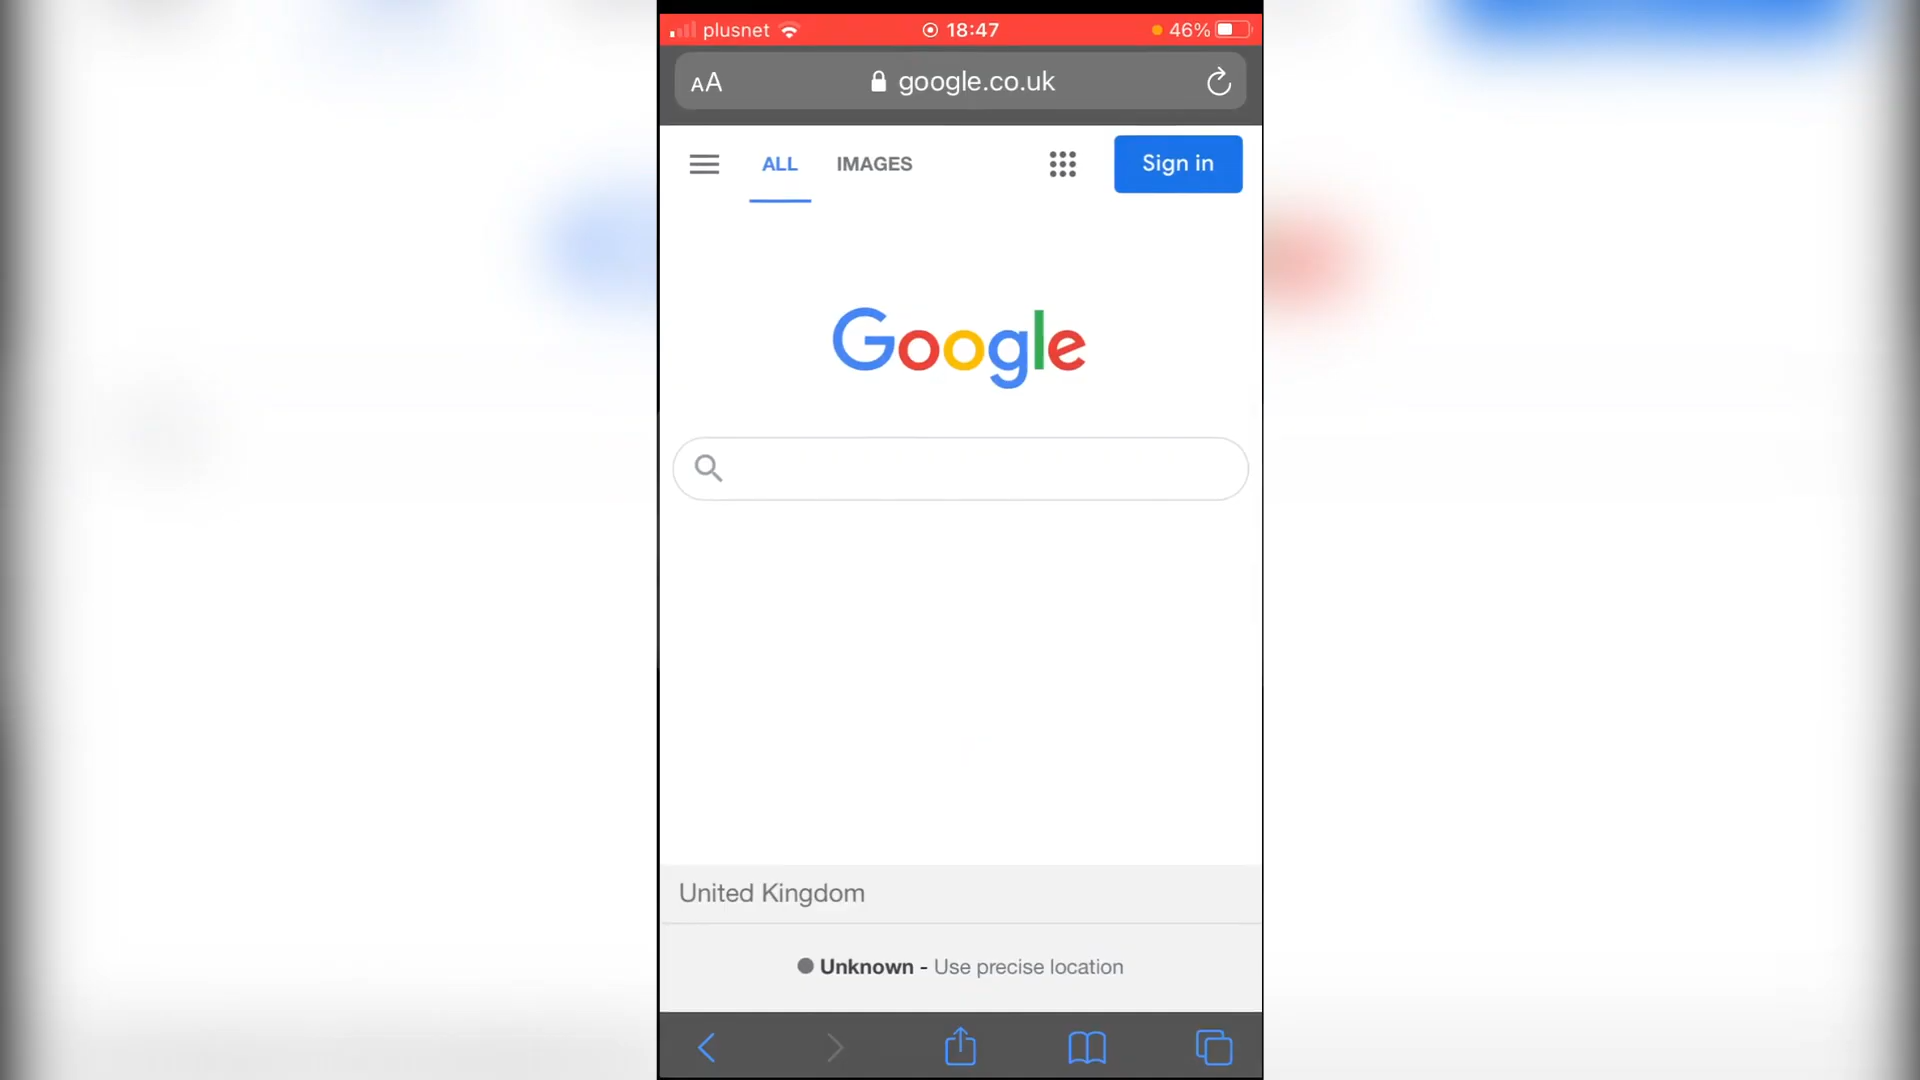 plusnet 18:47 46%
AA google.co.uk
ALL IMAGES Sign in
Google
United Kingdom
Unknown - Use precise location